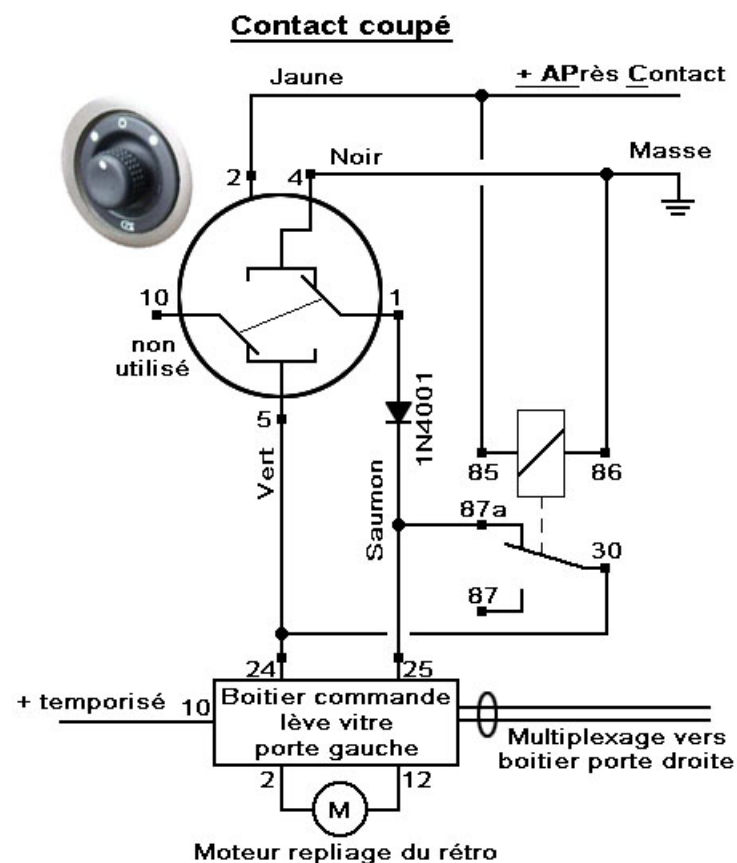 Contact coupé
Jaune
+ APrès Contact
Noir
Masse
2
4
10
1
non
utilisé
5
1N4001
Vert
Saumon
85
86
87a
30
87
24
25
+ temporisé
10
Boitier commande
lève vitre
porte gauche
Multiplexage vers
boitier porte droite
2
12
M
Moteur repliage du rétro